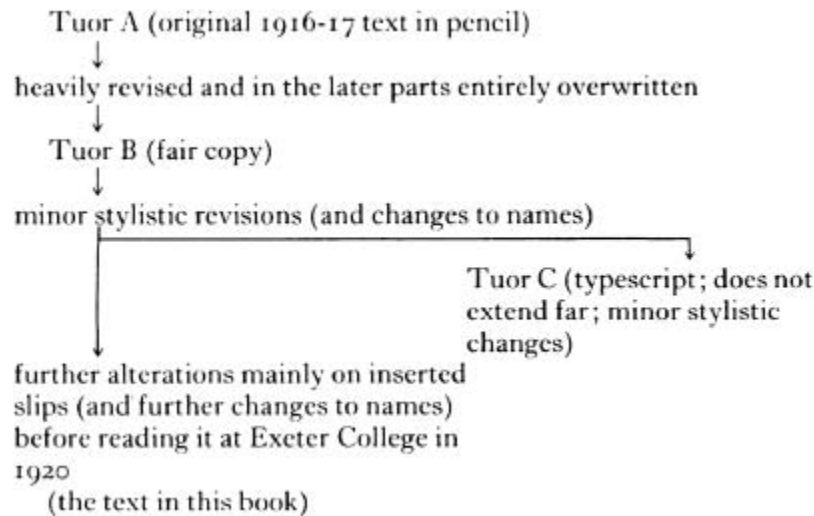 Tuor A (original 1916-17 text in pencil)
heavily revised and in the later parts entirely overwritten
Tuor B (fair copy)
minor stylistic revisions (and changes to names)
Tuor C (typescript; does not
extend far; minor stylistic
changes)
further alterations mainly on inserted
slips (and further changes to names)
before reading it at Exeter College in
1920
(the text in this book)